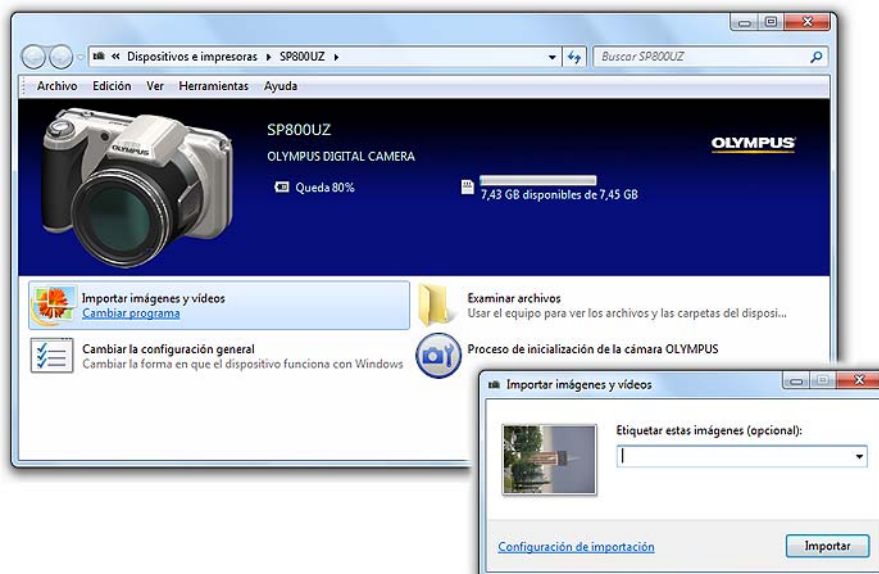 « Dispositivos e impresoras ▸ SP800UZ ▸
Buscar SP800UZ
Archivo Edición Ver Herramientas Ayuda
SP800UZ
OLYMPUS DIGITAL CAMERA
OLYMPUS
OLYMPUS
Queda 80%
7,43 GB disponibles de 7,45 GB
Importar imágenes y vídeos
Cambiar programa
Examinar archivos
Usar el equipo para ver los archivos y las carpetas del disposi...
Cambiar la configuración general
Cambiar la forma en que el dispositivo funciona con Windows
Proceso de inicialización de la cámara OLYMPUS
Importar imágenes y vídeos
Etiquetar estas imágenes (opcional):
Configuración de importación
Importar